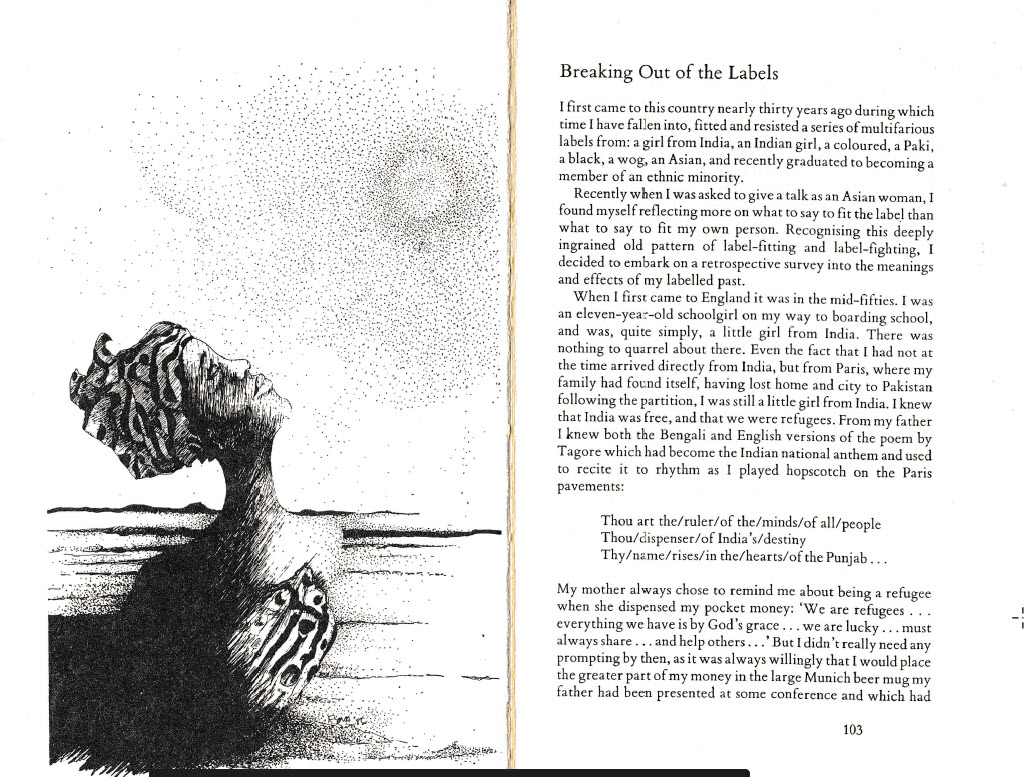 Breaking Out of the Labels
I first came to this country nearly thirty years ago during which
time I have fallen into, fitted and resisted a series of multifarious
labels from: a girl from India, an Indian girl, a coloured, a Paki,
a black, a wog, an Asian, and recently graduated to becoming a
member of an ethnic minority.
Recently when I was asked to give a talk as an Asian woman, I
found myself reflecting more on what to say to fit the label than
what to say to fit my own person. Recognising this deeply
ingrained old pattern of label-fitting and label-fighting, I
decided to embark on a retrospective survey into the meanings
and effects of my labelled past.
When I first came to England it was in the mid-fifties. I was
an eleven-year-old schoolgirl on my way to boarding school,
and was, quite simply, a little girl from India. There was
nothing to quarrel about there. Even the fact that I had not at
the time arrived directly from India, but from Paris, where my
family had found itself, having lost home and city to Pakistan
following the partition, I was still a little girl from India. I knew
that India was free, and that we were refugees. From my father
I knew both the Bengali and English versions of the poem by
Tagore which had become the Indian national anthem and used
to recite it to rhythm as I played hopscotch on the Paris
pavements:
Thou art the/ruler/of the/minds/of all/people
Thou/dispenser/of India's/destiny
Thy/name/rises/in the/hearts/of the Punjab . . .
My mother always chose to remind me about being a refugee
when she dispensed my pocket money: 'We are refugees . . .
everything we have is by God's grace . . . we are lucky . . . must
always share . . . and help others . . .' But I didn't really need any
prompting by then, as it was always willingly that I would place
the greater part of my money in the large Munich beer mug my
father had been presented at some conference and which had
103